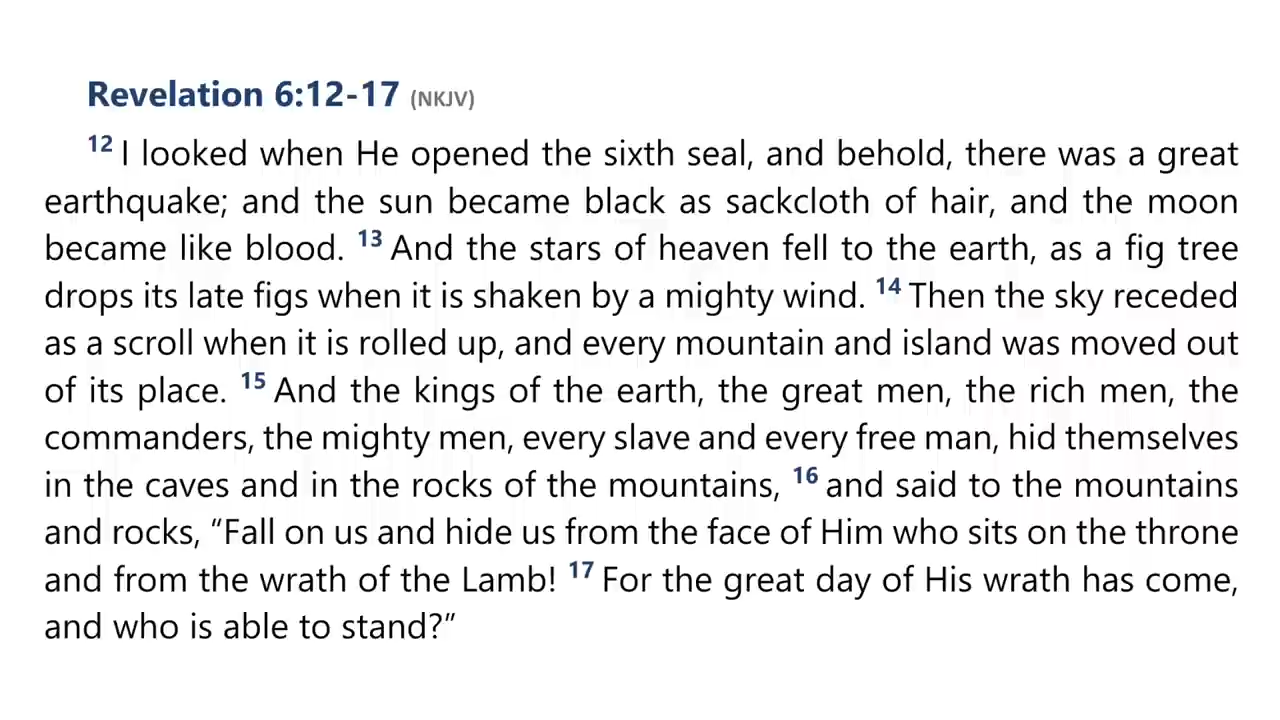 Revelation 6:12-17 (NKJV)
12 I looked when He opened the sixth seal, and behold, there was a great
earthquake; and the sun became black as sackcloth of hair, and the moon
became like blood. 13 And the stars of heaven fell to the earth, as a fig tree
drops its late figs when it is shaken by a mighty wind. 14 Then the sky receded
as a scroll when it is rolled up, and every mountain and island was moved out
of its place. 15 And the kings of the earth, the great men, the rich men, the
commanders, the mighty men, every slave and every free man, hid themselves
in the caves and in the rocks of the mountains, 16 and said to the mountains
and rocks, “Fall on us and hide us from the face of Him who sits on the throne
and from the wrath of the Lamb! 17 For the great day of His wrath has come,
and who is able to stand?”